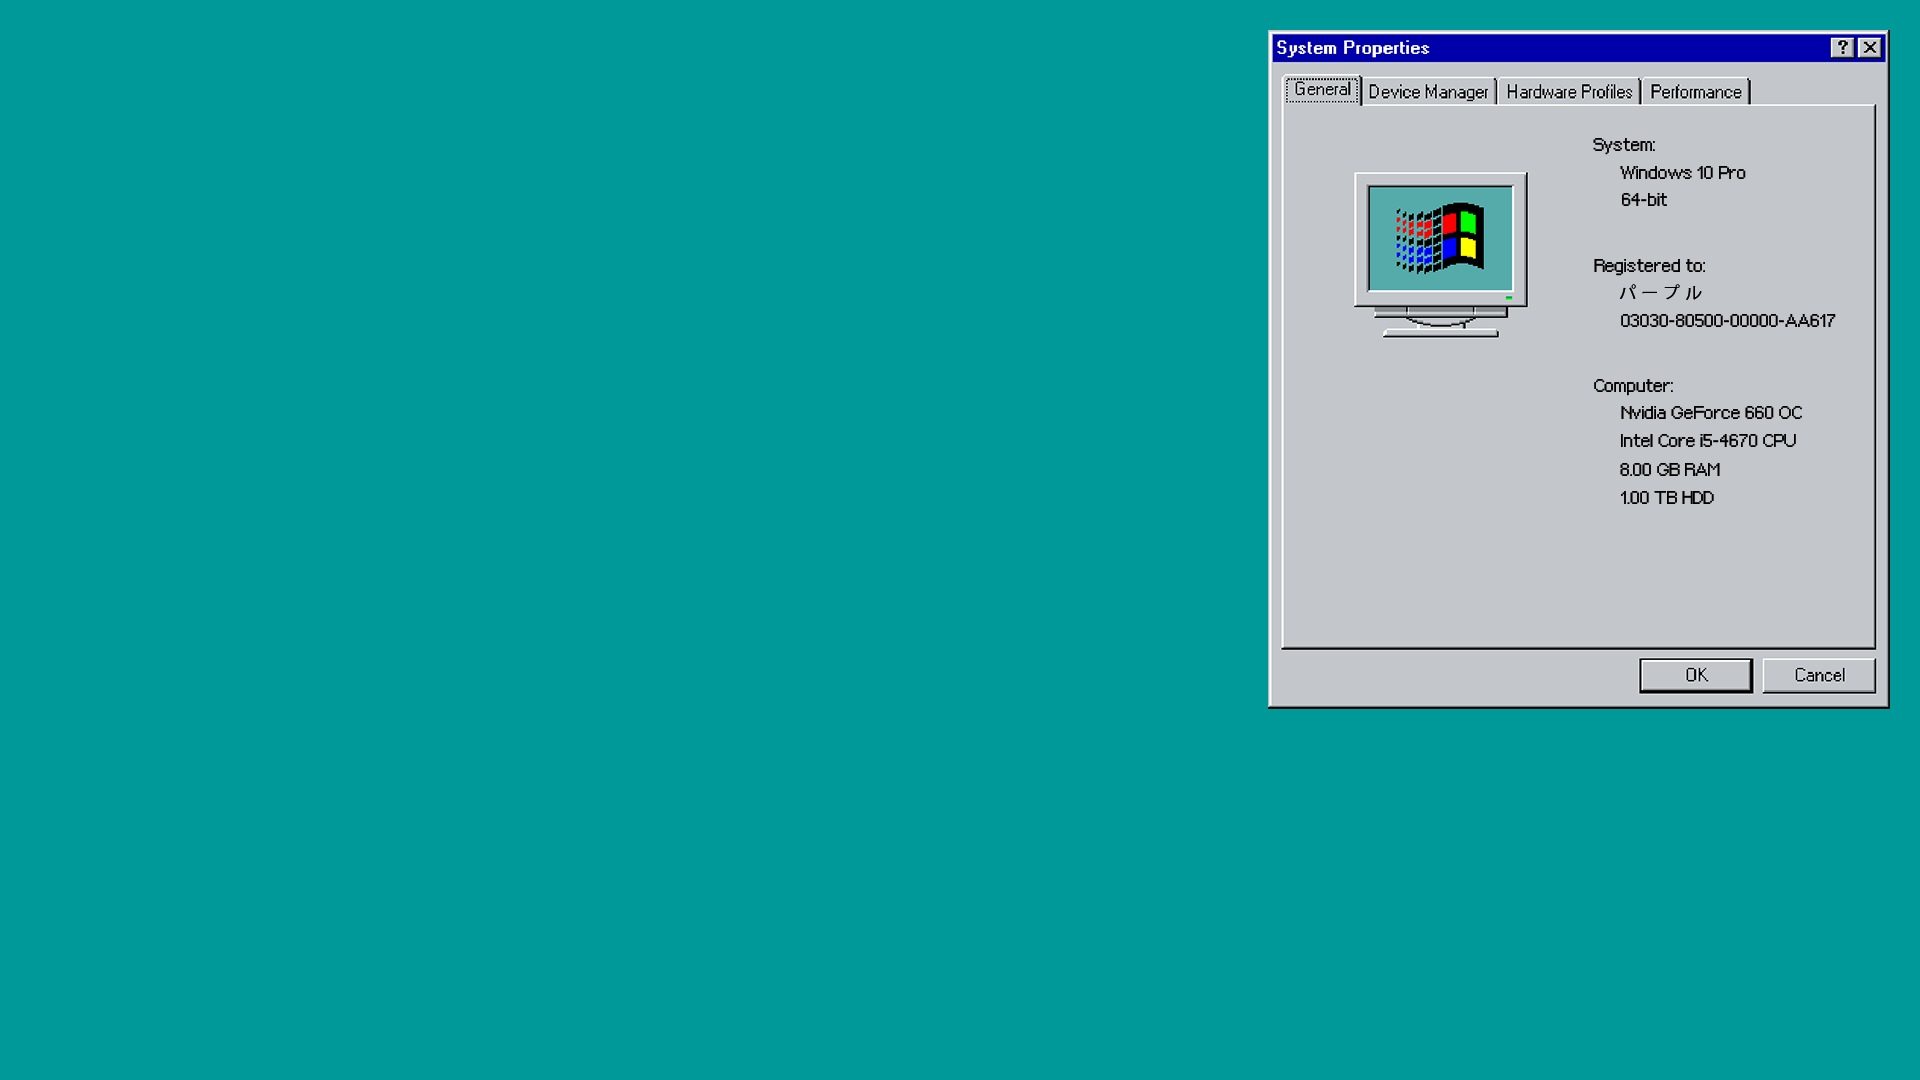 System Properties
General Device Manager Hardware Profiles Performance
System:
Windows 10 Pro
64-bit
Registered to:
パープル
03030-80500-00000-AA617
Computer:
Nvidia GeForce 660 OC
Intel Core i5-4670 CPU
8.00 GB RAM
1.00 TB HDD
OK Cancel